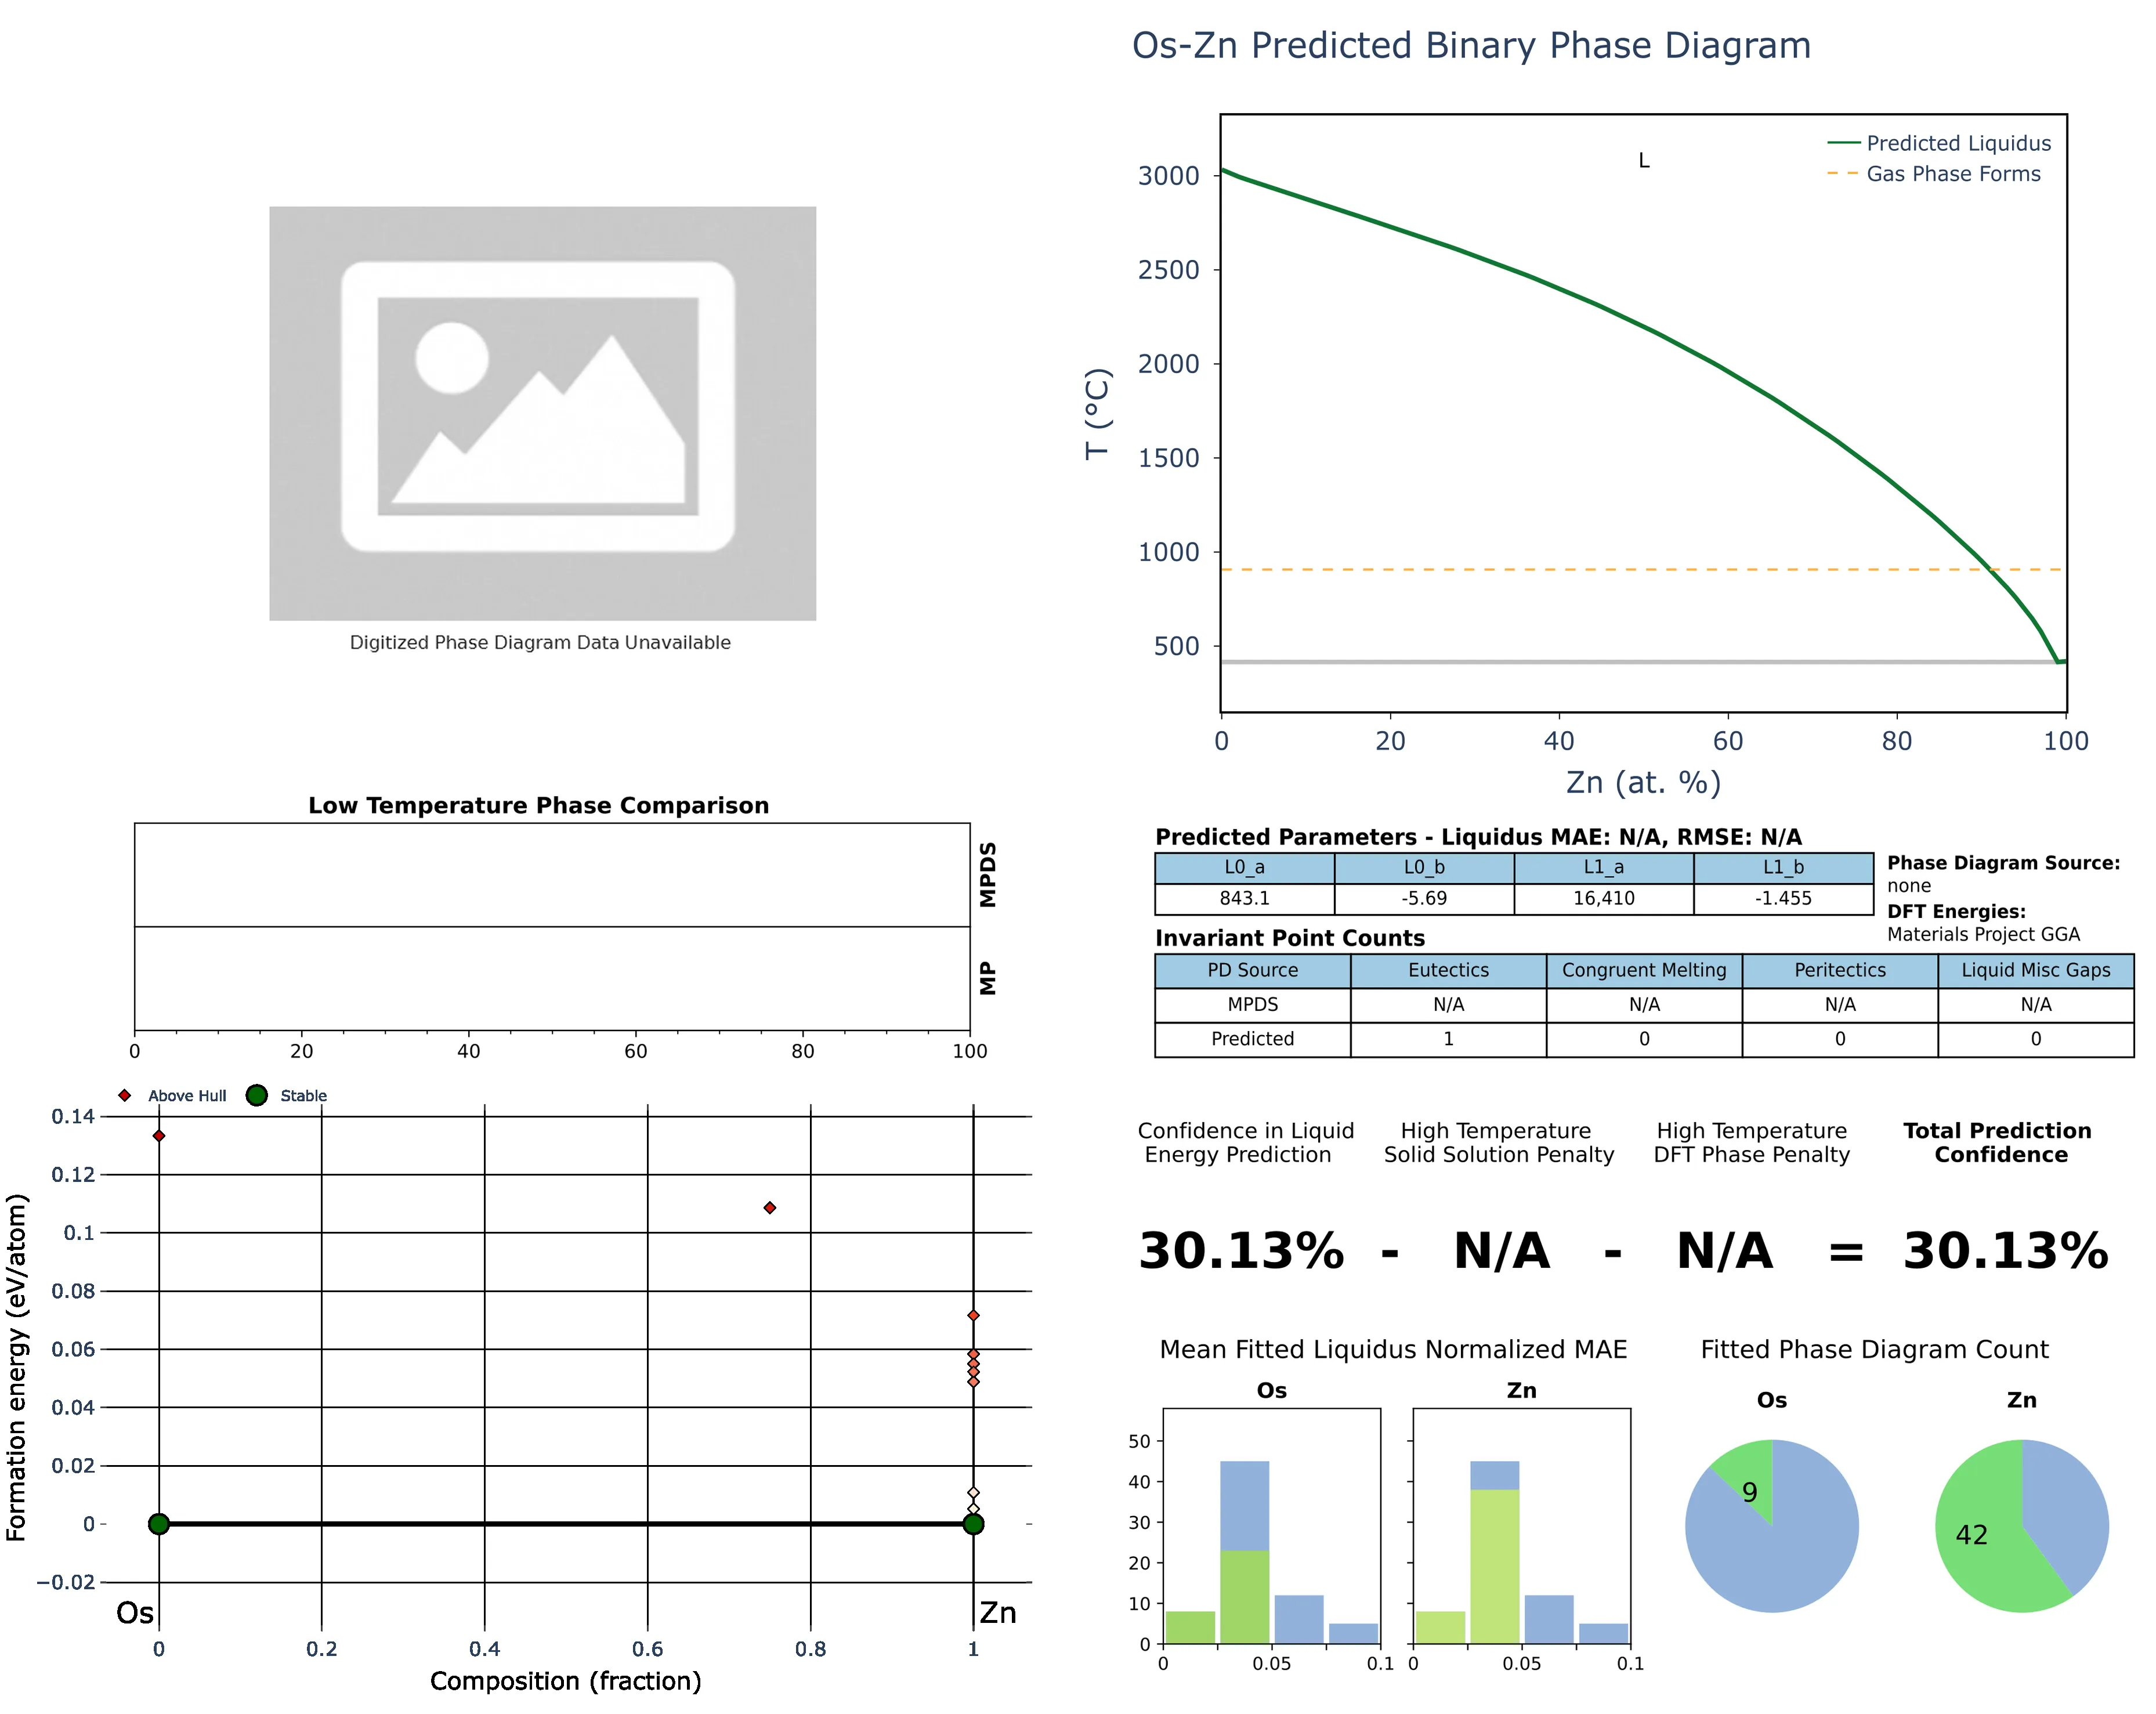 Os-Zn Predicted Binary Phase Diagram
Digitized Phase Diagram Data Unavailable
L
Predicted Liquidus
Gas Phase Forms
3000
2500
2000
1500
1000
500
T (°C)
0 20 40 60 80 100
Zn (at. %)
Low Temperature Phase Comparison
MPDS
MP
0 20 40 60 80 100
Predicted Parameters - Liquidus MAE: N/A, RMSE: N/A
L0_a L0_b L1_a L1_b
843.1 -5.69 16,410 -1.455
Phase Diagram Source:
none
DFT Energies:
Materials Project GGA
Invariant Point Counts
PD Source Eutectics Congruent Melting Peritectics Liquid Misc Gaps
MPDS N/A N/A N/A N/A
Predicted 1 0 0 0
Above Hull Stable
0.14
0.12
0.1
0.08
0.06
0.04
0.02
0
−0.02
Formation energy (eV/atom)
Os Zn
0 0.2 0.4 0.6 0.8 1
Composition (fraction)
Confidence in Liquid
Energy Prediction
High Temperature
Solid Solution Penalty
High Temperature
DFT Phase Penalty
Total Prediction
Confidence
30.13% - N/A - N/A = 30.13%
Mean Fitted Liquidus Normalized MAE
Os Zn
50
40
30
20
10
0
0 0.05 0.1 0 0.05 0.1
Fitted Phase Diagram Count
Os Zn
9 42